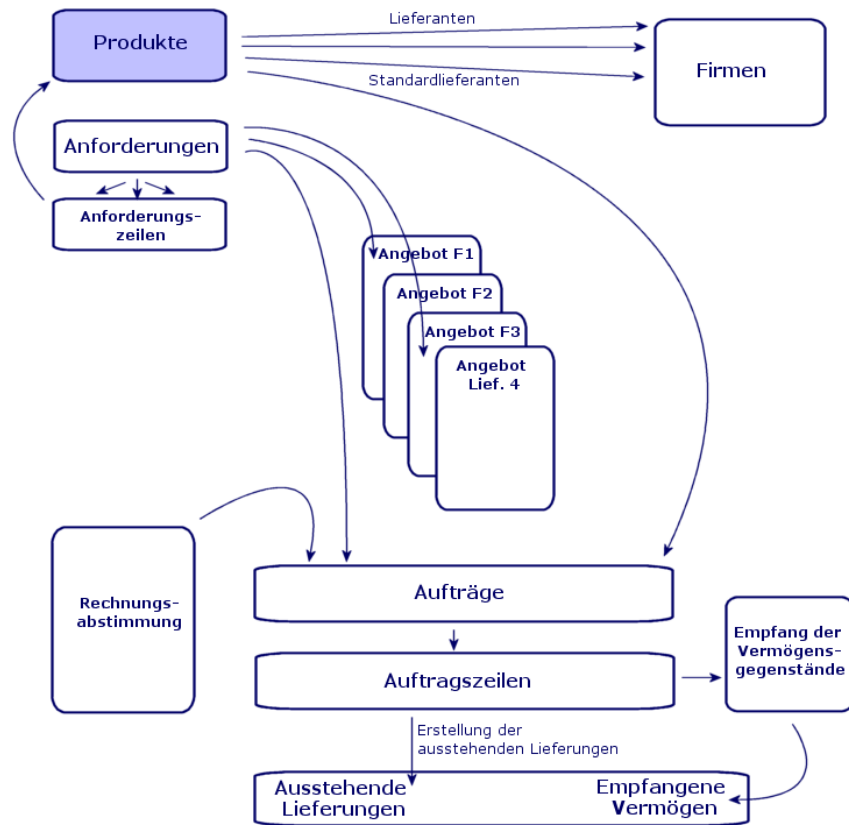 Lieferanten
Produkte
Firmen
Standardlieferanten
Anforderungen
Anforderungs-
zeilen
Angebot F1
Angebot F2
Angebot F3
Angebot
Lief. 4
Rechnungs-
abstimmung
Aufträge
Empfang der
Vermögens-
gegenstände
Auftragszeilen
Erstellung der
ausstehenden Lieferungen
Ausstehende
Lieferungen
Empfangene
Vermögen